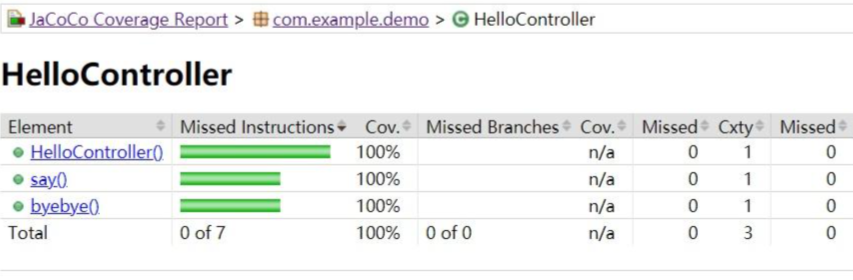 JaCoCo Coverage Report > com.example.demo > HelloController
HelloController
Element Missed Instructions Cov. Missed Branches Cov. Missed Cxty Missed
HelloController() 100% n/a 0 1 0
say() 100% n/a 0 1 0
byebye() 100% n/a 0 1 0
Total 0 of 7 100% 0 of 0 n/a 0 3 0